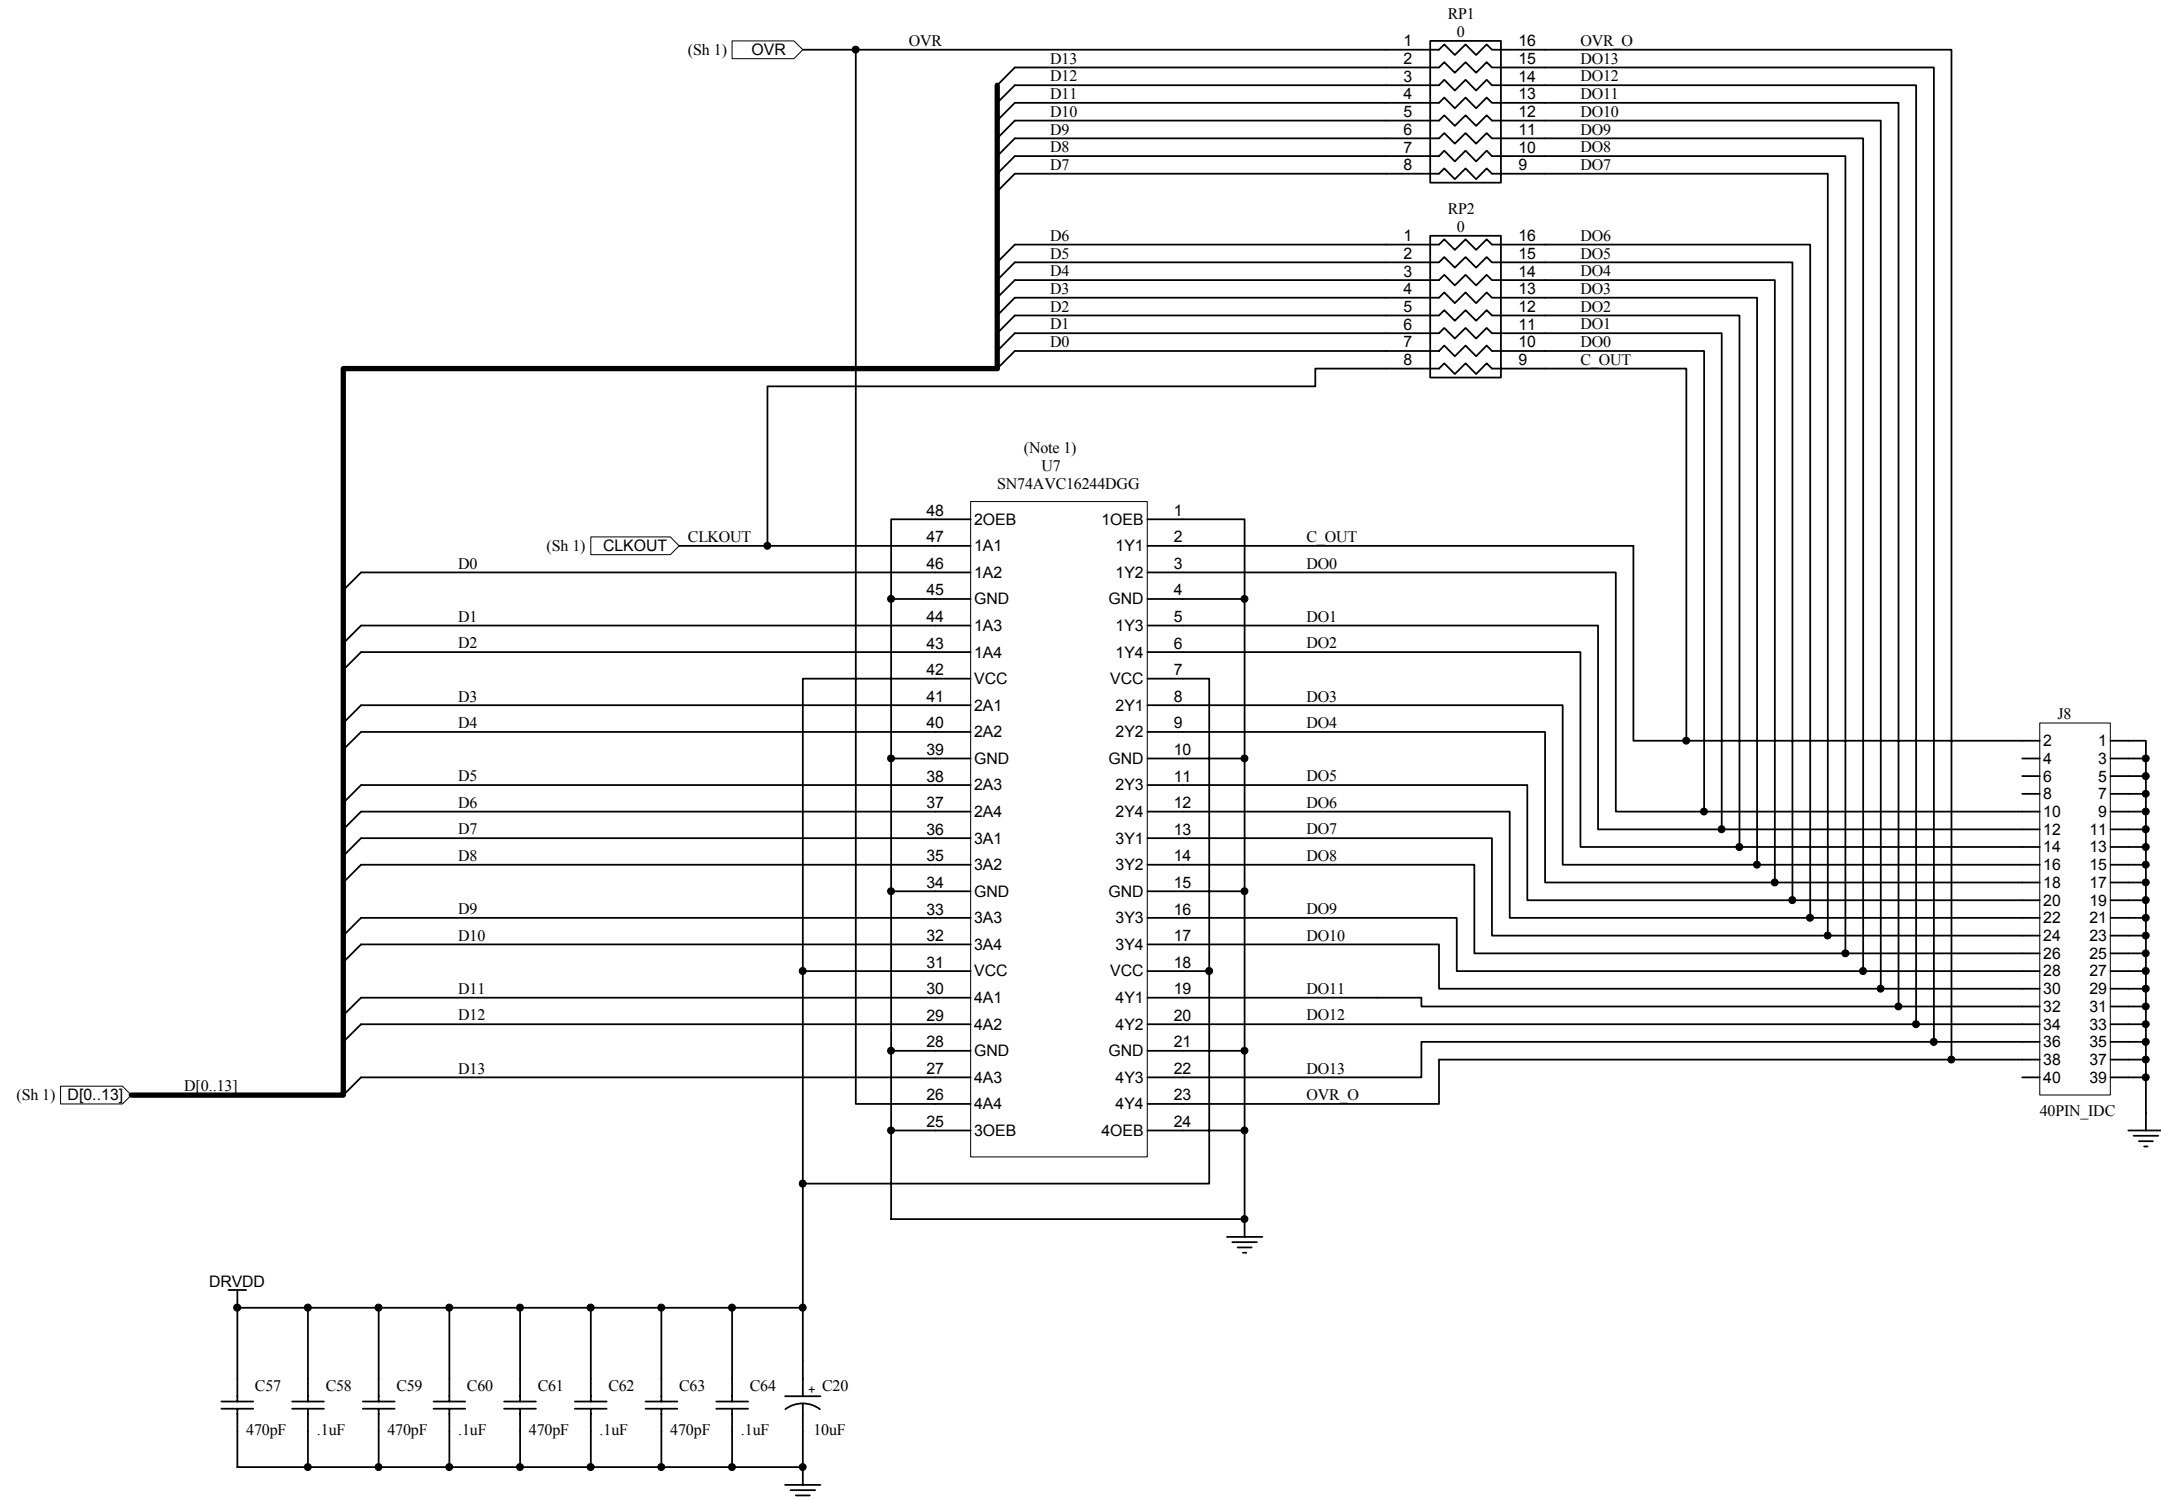 RP1
0
(Sh 1) OVR OVR 1 16 OVR_O
D13 2 15 DO13
D12 3 14 DO12
D11 4 13 DO11
D10 5 12 DO10
D9 6 11 DO9
D8 7 10 DO8
D7 8 9 DO7
RP2
0
D6 1 16 DO6
D5 2 15 DO5
D4 3 14 DO4
D3 4 13 DO3
D2 5 12 DO2
D1 6 11 DO1
D0 7 10 DO0
8 9 C_OUT
(Note 1)
U7
SN74AVC16244DGG
48 2OEB 1OEB 1
(Sh 1) CLKOUT CLKOUT 47 1A1 1Y1 2 C_OUT
D0 46 1A2 1Y2 3 DO0
45 GND GND 4
D1 44 1A3 1Y3 5 DO1
D2 43 1A4 1Y4 6 DO2
42 VCC VCC 7
D3 41 2A1 2Y1 8 DO3
D4 40 2A2 2Y2 9 DO4
39 GND GND 10
D5 38 2A3 2Y3 11 DO5
D6 37 2A4 2Y4 12 DO6
D7 36 3A1 3Y1 13 DO7
D8 35 3A2 3Y2 14 DO8
34 GND GND 15
D9 33 3A3 3Y3 16 DO9
D10 32 3A4 3Y4 17 DO10
31 VCC VCC 18
D11 30 4A1 4Y1 19 DO11
D12 29 4A2 4Y2 20 DO12
28 GND GND 21
D13 27 4A3 4Y3 22 DO13
26 4A4 4Y4 23 OVR_O
25 3OEB 4OEB 24
(Sh 1) D[0..13] D[0..13]
J8
2 1
4 3
6 5
8 7
10 9
12 11
14 13
16 15
18 17
20 19
22 21
24 23
26 25
28 27
30 29
32 31
34 33
36 35
38 37
40 39
40PIN_IDC
DRVDD
C57 C58 C59 C60 C61 C62 C63 C64 + C20
470pF .1uF 470pF .1uF 470pF .1uF 470pF .1uF 10uF